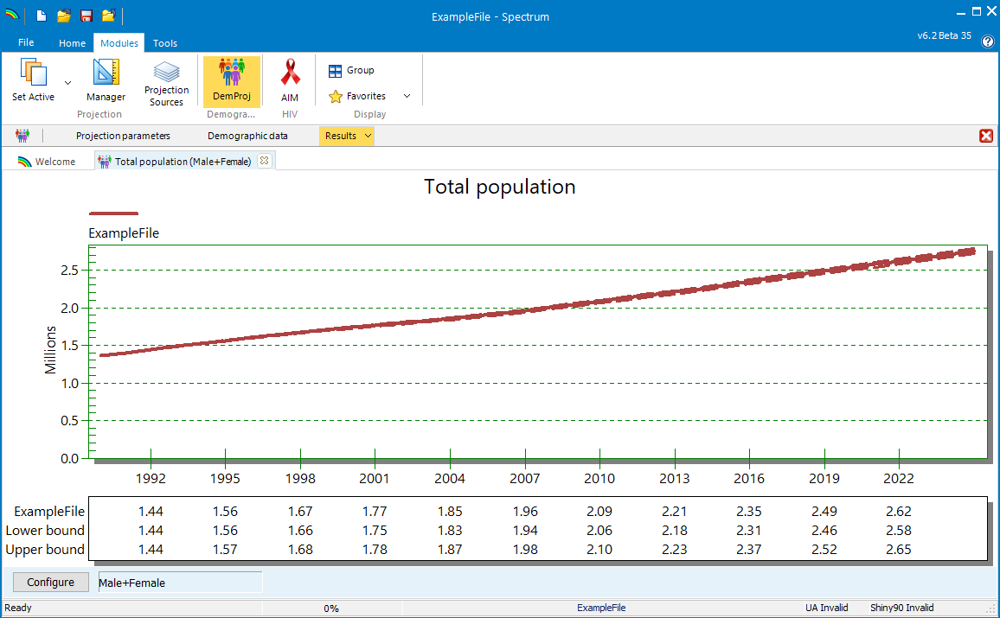 ExampleFile - Spectrum
File Home Modules Tools
v6.2 Beta 35
Set Active
Manager
Projection
Sources
DemProj
AIM
Group
Favorites
Projection
Demogra...
HIV
Display
Projection parameters Demographic data Results
Welcome Total population (Male+Female)
Total population
ExampleFile
Millions
2.5
2.0
1.5
1.0
0.5
0.0
1992 1995 1998 2001 2004 2007 2010 2013 2016 2019 2022
ExampleFile 1.44 1.56 1.67 1.77 1.85 1.96 2.09 2.21 2.35 2.49 2.62
Lower bound 1.44 1.56 1.66 1.75 1.83 1.94 2.06 2.18 2.31 2.46 2.58
Upper bound 1.44 1.57 1.68 1.78 1.87 1.98 2.10 2.23 2.37 2.52 2.65
Configure Male+Female
Ready 0% ExampleFile UA Invalid Shiny90 Invalid